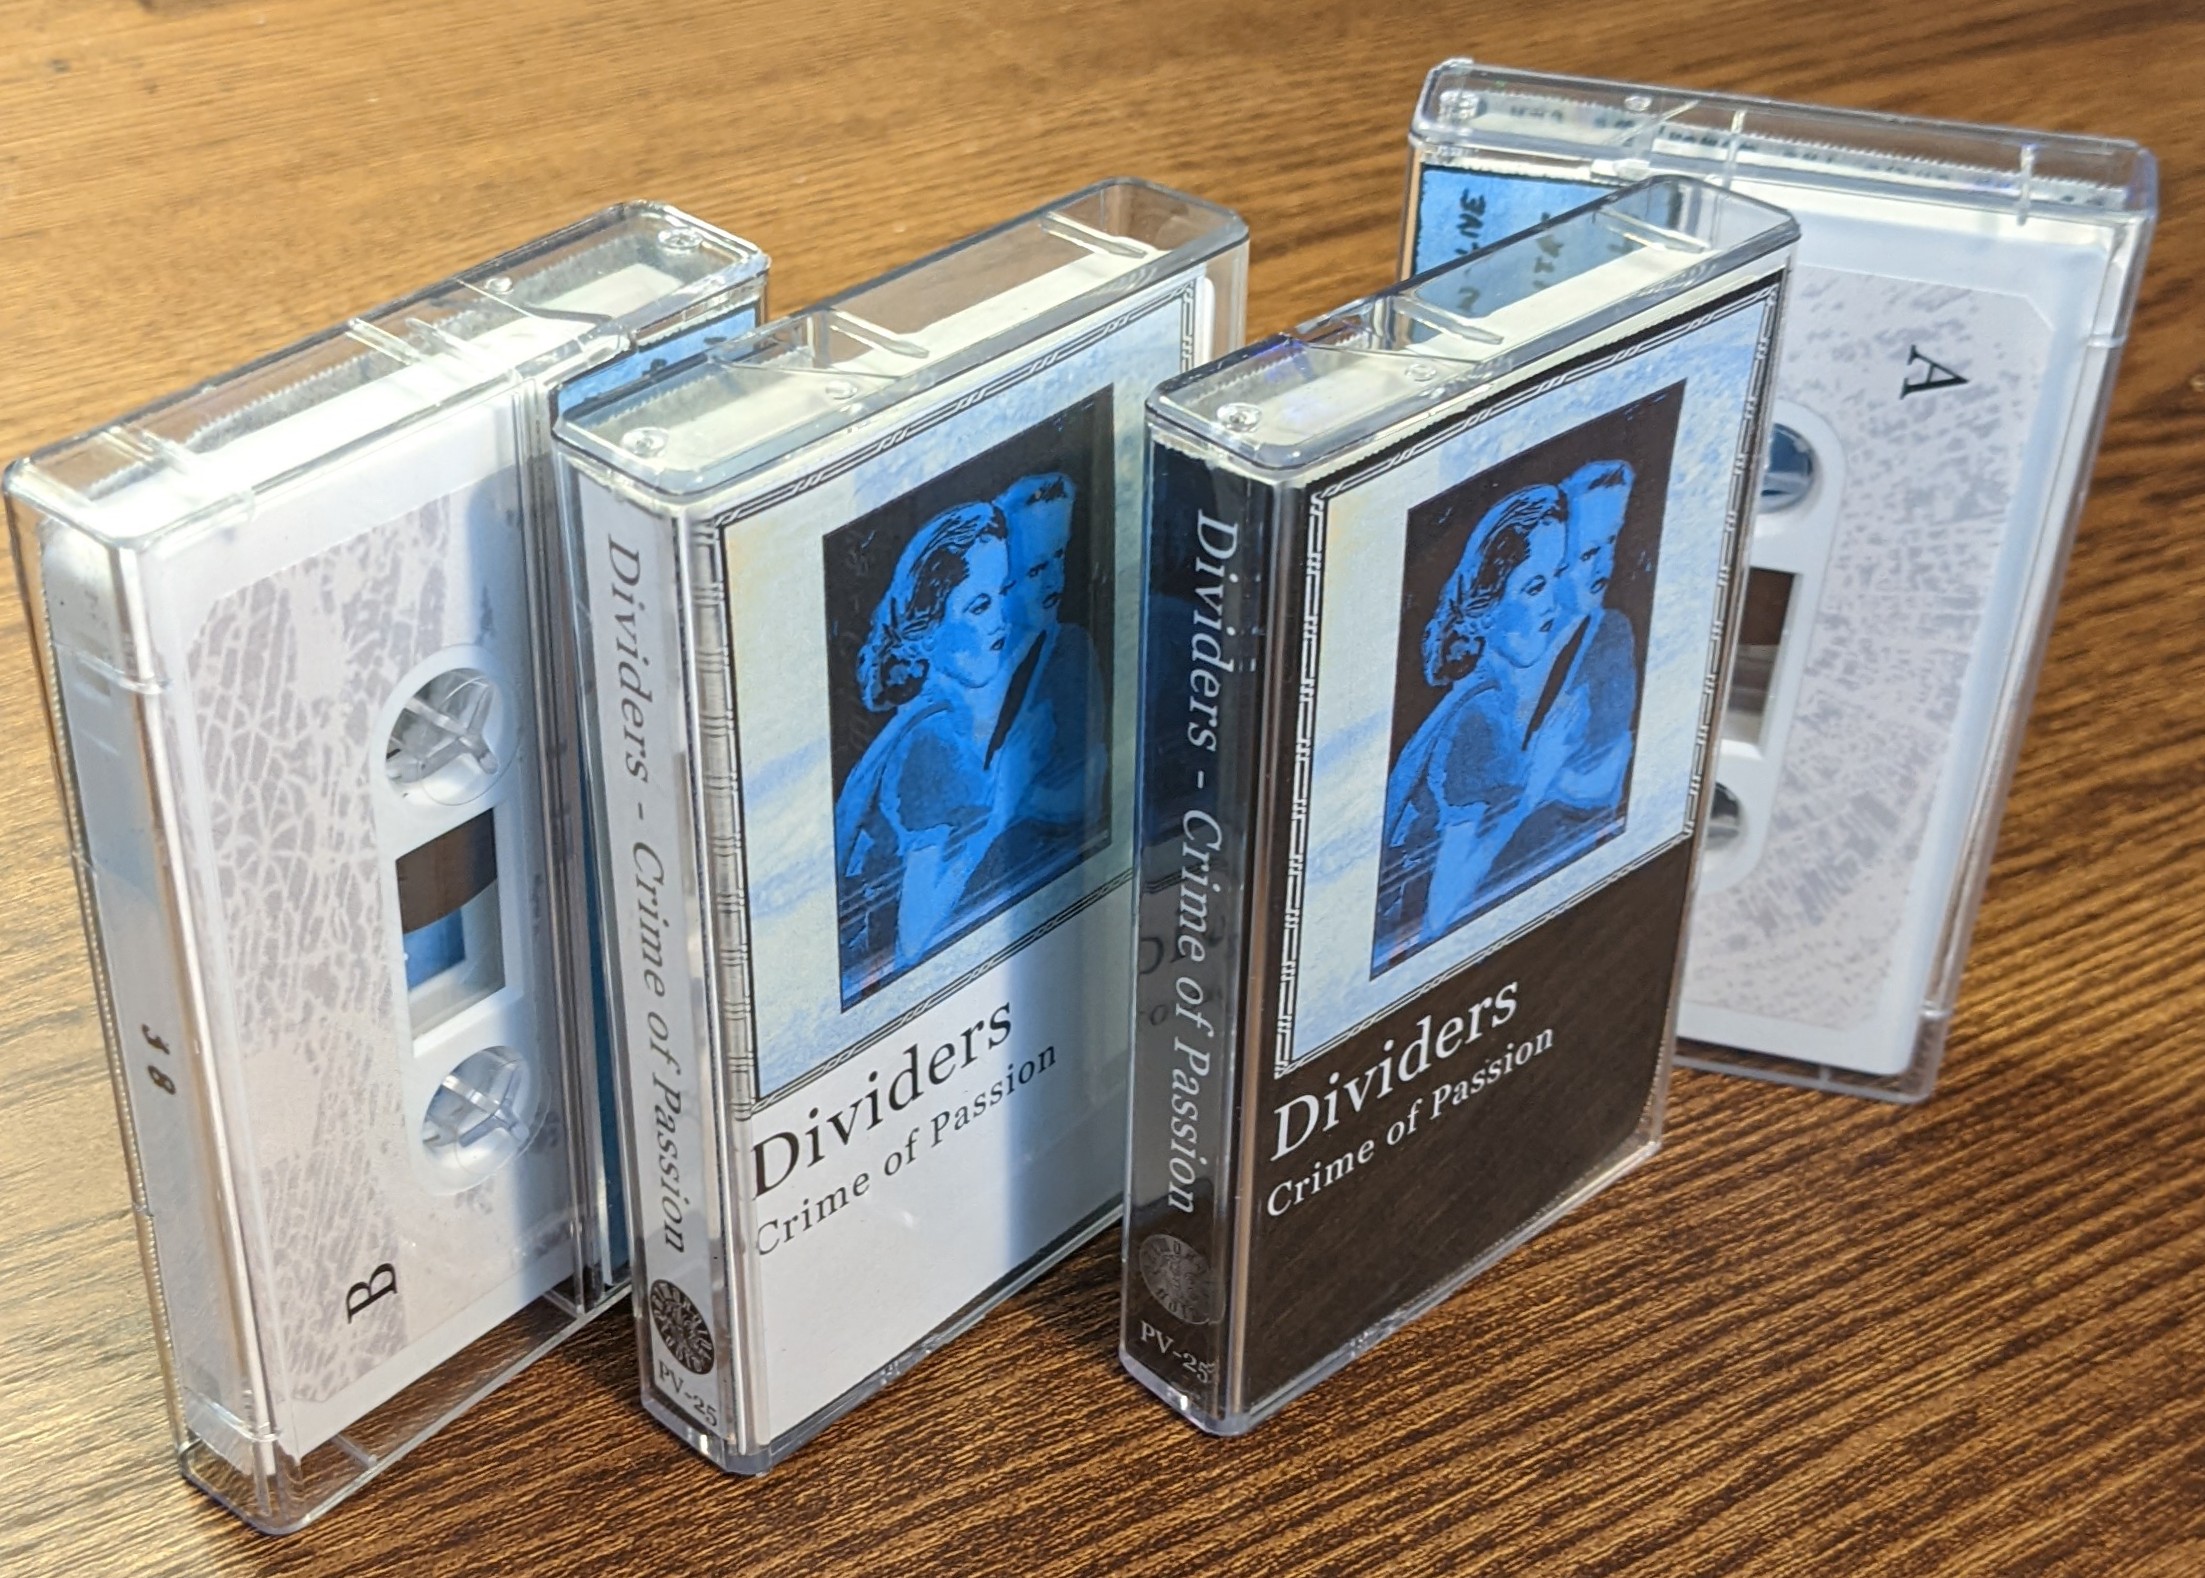 38
B
Dividers - Crime of Passion
PV-25
Dividers
Crime of Passion
Dividers - Crime of Passion
PV-25
Dividers
Crime of Passion
A